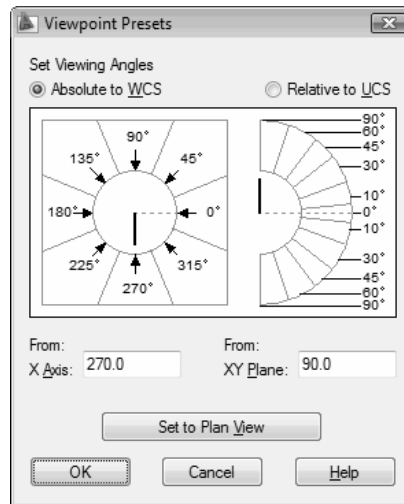 Viewpoint Presets
Set Viewing Angles
Absolute to WCS
Relative to UCS
90°
135° 45°
180° 0°
225° 315°
270°
90°
60°
45°
30°
10°
0°
10°
30°
45°
60°
90°
From:
X Axis: 270.0
From:
XY Plane: 90.0
Set to Plan View
OK Cancel Help